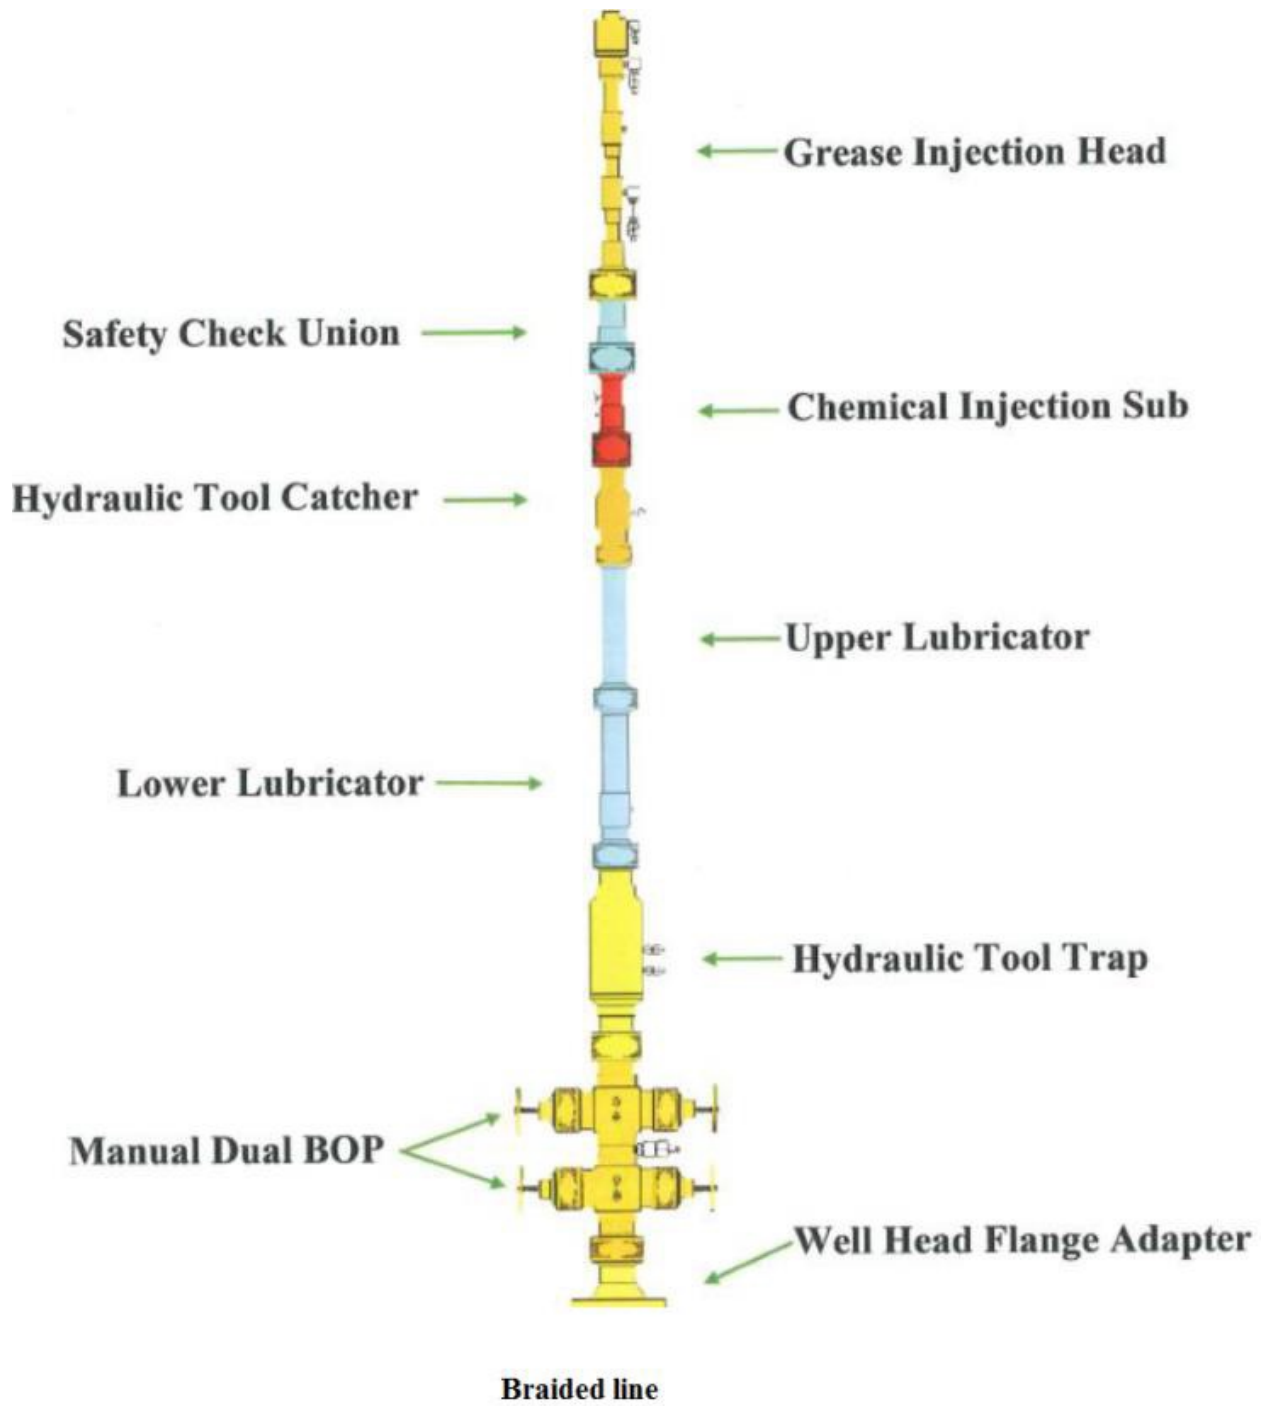 Grease Injection Head
Safety Check Union
Chemical Injection Sub
Hydraulic Tool Catcher
Upper Lubricator
Lower Lubricator
Hydraulic Tool Trap
Manual Dual BOP
Well Head Flange Adapter
Braided line